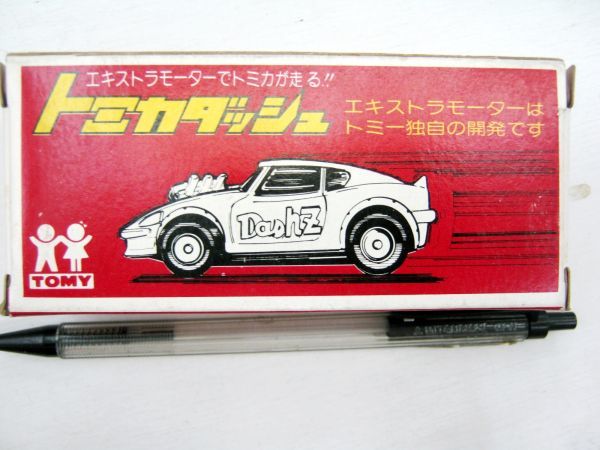 エキストラモーターでトミカが走る!!
トミカダッシュ
エキストラモーターは
トミー独自の開発です
Dash-Z
TOMY